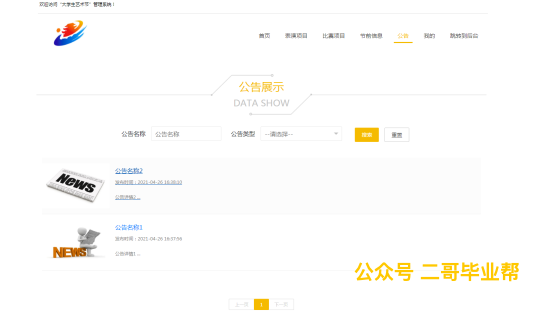 欢迎访问“大学生艺术节”管理系统！
首页 表演项目 比赛项目 节前信息 公告 我的 跳转到后台
公告展示
DATA SHOW
公告名称 公告名称 公告类型 --请选择-- 搜索 重置
公告名称2
发布时间：2021-04-26 16:38:10
公告详情2...
News
公告名称1
发布时间：2021-04-26 16:37:56
公告详情1...
NEWS
公众号 二哥毕业帮
上一页 1 下一页